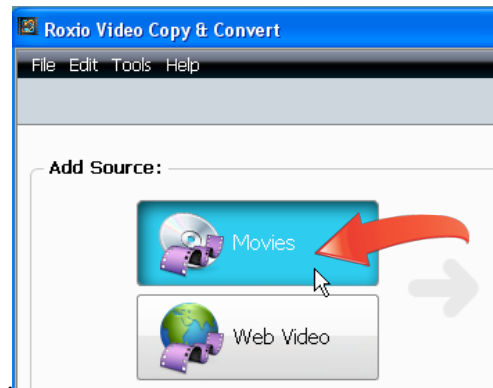 Roxio Video Copy & Convert
File Edit Tools Help
Add Source:
Movies
Web Video